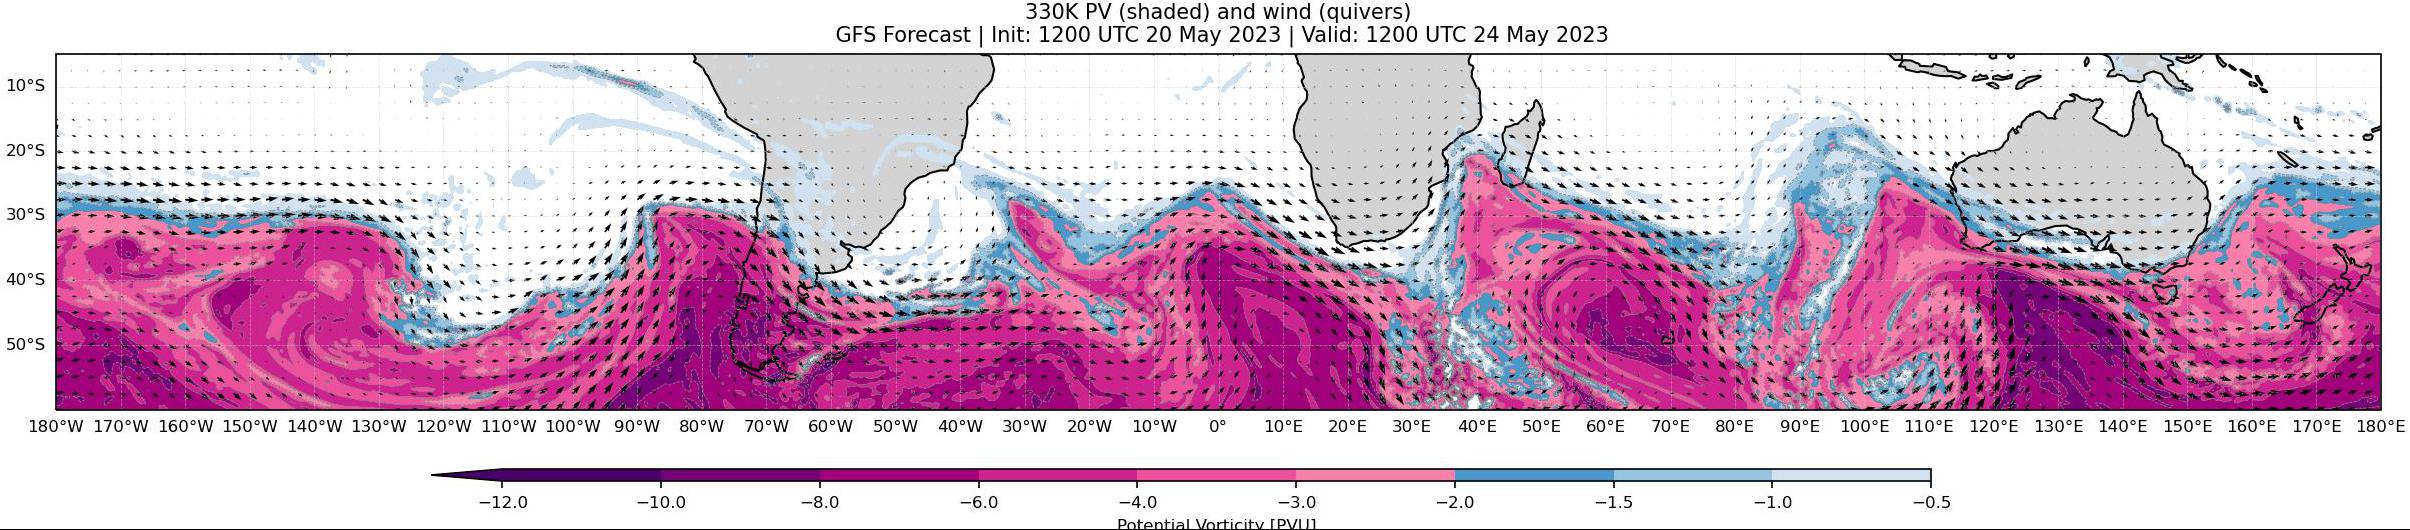 330K PV (shaded) and wind (quivers)
GFS Forecast | Init: 1200 UTC 20 May 2023 | Valid: 1200 UTC 24 May 2023
10°S
20°S
30°S
40°S
50°S
180°W 170°W 160°W 150°W 140°W 130°W 120°W 110°W 100°W 90°W 80°W 70°W 60°W 50°W 40°W 30°W 20°W 10°W 0° 10°E 20°E 30°E 40°E 50°E 60°E 70°E 80°E 90°E 100°E 110°E 120°E 130°E 140°E 150°E 160°E 170°E 180°E
−12.0 −10.0 −8.0 −6.0 −4.0 −3.0 −2.0 −1.5 −1.0 −0.5
Potential Vorticity [PVU]